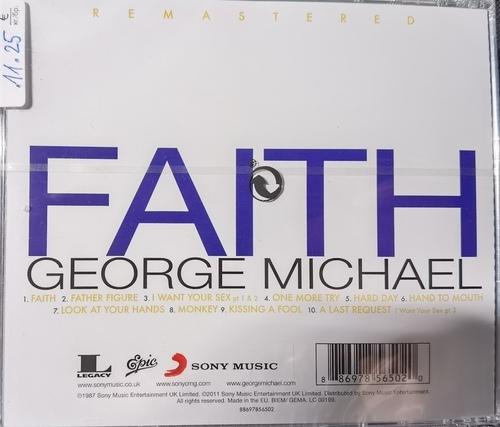 REMASTERED
€
11.25
FAITH
GEORGE MICHAEL
1. FAITH 2. FATHER FIGURE 3. I WANT YOUR SEX pt 1 & 2 4. ONE MORE TRY 5. HARD DAY 6. HAND TO MOUTH
7. LOOK AT YOUR HANDS 8. MONKEY 9. KISSING A FOOL 10. A LAST REQUEST I Want Your Sex pt 3
L LEGACY Epic SONY MUSIC
www.sonymusic.co.uk www.sonycmg.com www.georgemichael.com
8 86978 56502 0
©1987 Sony Music Entertainment UK Limited. ©2011 Sony Music Entertainment UK Limited. Distributed by Sony Music Entertainment.
All rights reserved. Made in the EU. BIEM/ GEMA. LC 00199.
88697856502